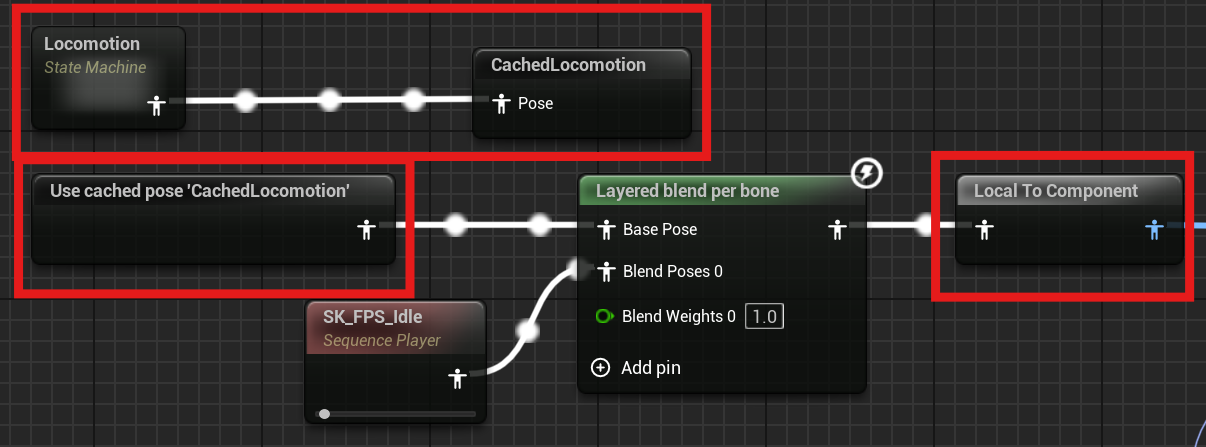 Locomotion
State Machine
CachedLocomotion
Pose
Use cached pose 'CachedLocomotion'
Layered blend per bone
Base Pose
Blend Poses 0
Blend Weights 0 1.0
Add pin
Local To Component
SK_FPS_Idle
Sequence Player